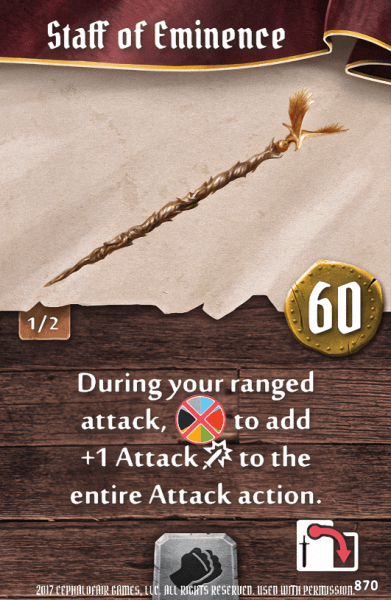 Staff of Eminence
60
1/2
During your ranged
attack, to add
+1 Attack to the
entire Attack action.
2017 CEPHALOFAIR GAMES, LLC. ALL RIGHTS RESERVED. USED WITH PERMISSION.
870